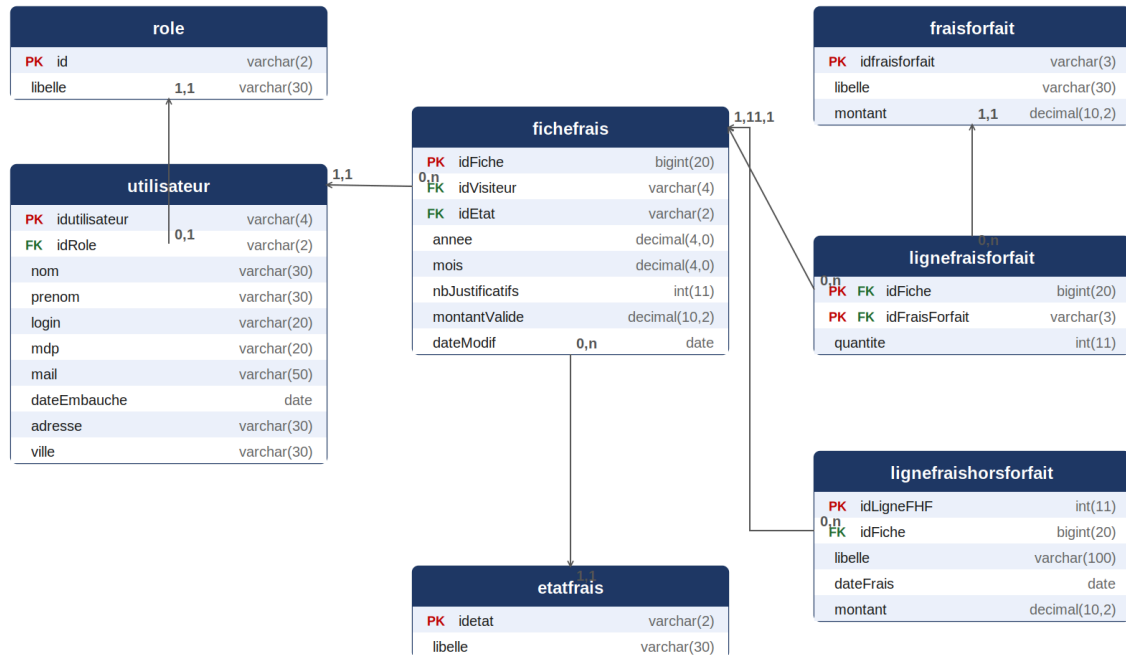 role
PK id varchar(2)
libelle varchar(30)
1,1
utilisateur
PK idutilisateur varchar(4)
FK idRole varchar(2)
0,1
nom varchar(30)
prenom varchar(30)
login varchar(20)
mdp varchar(20)
mail varchar(50)
dateEmbauche date
adresse varchar(30)
ville varchar(30)
1,1
fichefrais
PK idFiche bigint(20)
0,n
FK idVisiteur varchar(4)
FK idEtat varchar(2)
annee decimal(4,0)
mois decimal(4,0)
nbJustificatifs int(11)
montantValide decimal(10,2)
dateModif date
0,n
1,11,1
etatfrais
1,1
PK idetat varchar(2)
libelle varchar(30)
fraisforfait
PK idfraisforfait varchar(3)
libelle varchar(30)
montant decimal(10,2)
1,1
0,n
lignefraisforfait
0,n
PK FK idFiche bigint(20)
PK FK idFraisForfait varchar(3)
quantite int(11)
lignefraishorsforfait
PK idLigneFHF int(11)
0,n
FK idFiche bigint(20)
libelle varchar(100)
dateFrais date
montant decimal(10,2)